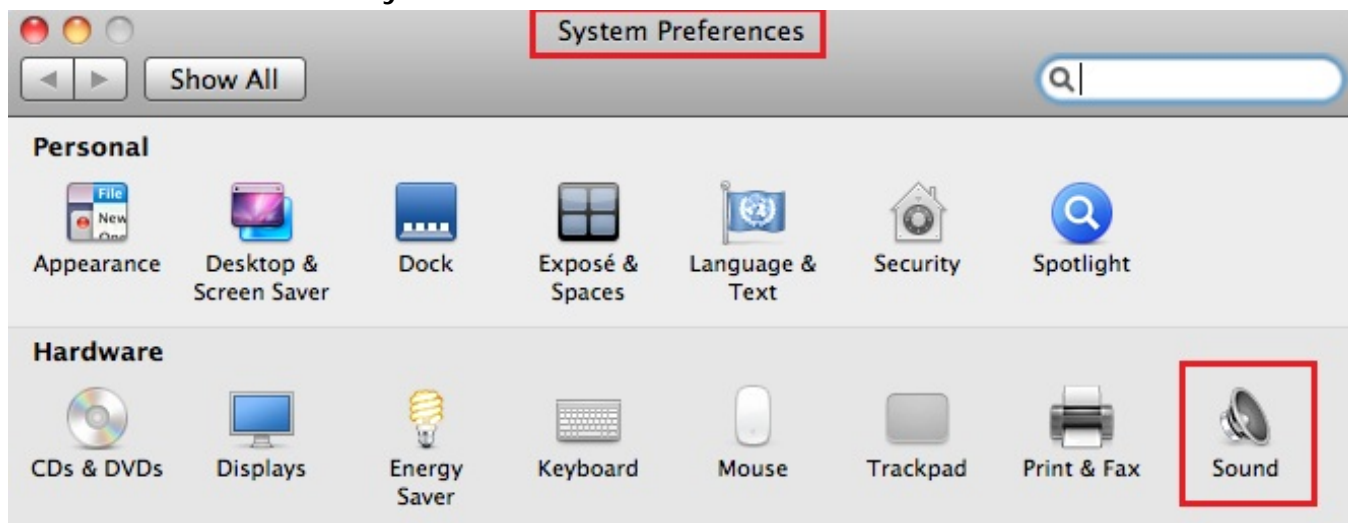 System Preferences
Show All
Personal
File
New
One
Appearance
Desktop &
Screen Saver
Dock
Exposé &
Spaces
Language &
Text
Security
Spotlight
Hardware
CDs & DVDs
Displays
Energy
Saver
Keyboard
Mouse
Trackpad
Print & Fax
Sound